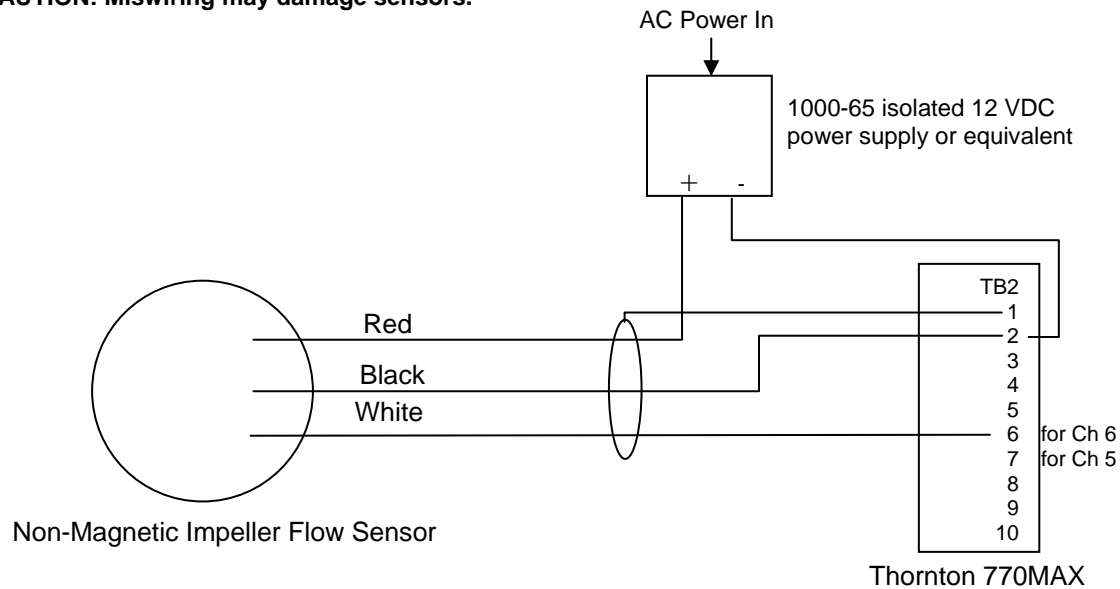 AUTION: Miswiring may damage sensors.
AC Power In
1000-65 isolated 12 VDC
power supply or equivalent
+ -
TB2
1
2
3
4
5
6 for Ch 6
7 for Ch 5
8
9
10
Red
Black
White
Non-Magnetic Impeller Flow Sensor
Thornton 770MAX